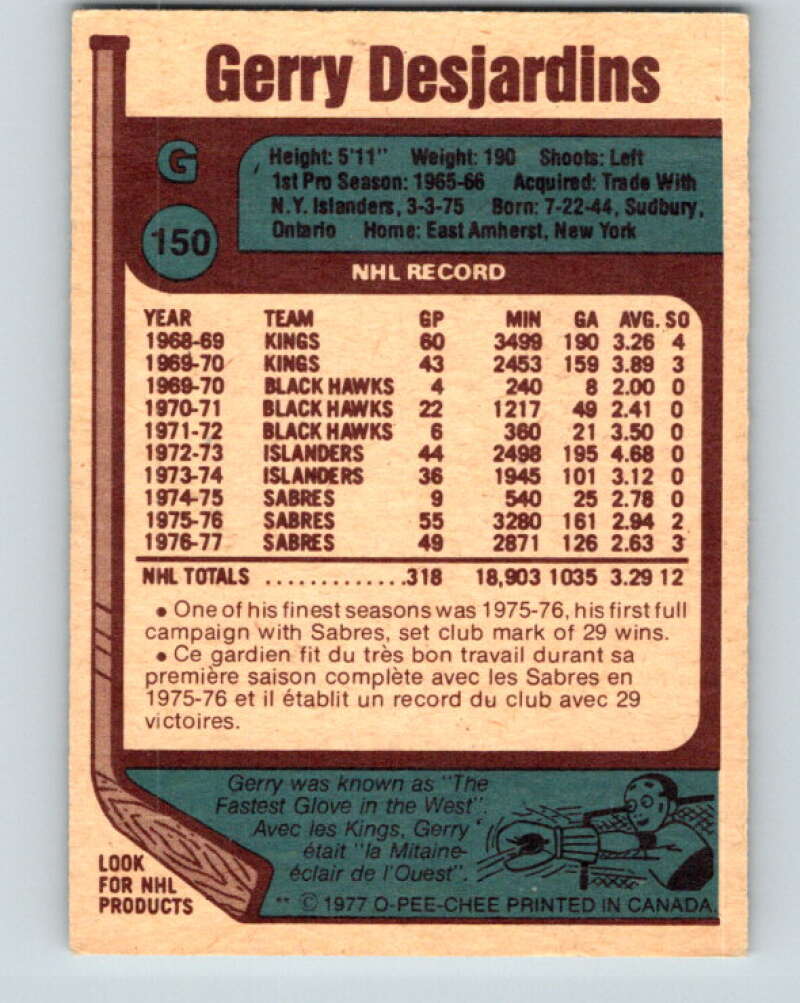 Gerry Desjardins
G
150
Height: 5'11" Weight: 190 Shoots: Left
1st Pro Season: 1965-66 Acquired: Trade With
N.Y. Islanders, 3-3-75 Born: 7-22-44, Sudbury,
Ontario Home: East Amherst, New York
NHL RECORD
YEAR TEAM GP MIN GA AVG. SO
1968-69 KINGS 60 3499 190 3.26 4
1969-70 KINGS 43 2453 159 3.89 3
1969-70 BLACK HAWKS 4 240 8 2.00 0
1970-71 BLACK HAWKS 22 1217 49 2.41 0
1971-72 BLACK HAWKS 6 360 21 3.50 0
1972-73 ISLANDERS 44 2498 195 4.68 0
1973-74 ISLANDERS 36 1945 101 3.12 0
1974-75 SABRES 9 540 25 2.78 0
1975-76 SABRES 55 3280 161 2.94 2
1976-77 SABRES 49 2871 126 2.63 3
NHL TOTALS .............318 18,903 1035 3.29 12
• One of his finest seasons was 1975-76, his first full
campaign with Sabres, set club mark of 29 wins.
• Ce gardien fit du très bon travail durant sa
première saison complète avec les Sabres en
1975-76 et il établit un record du club avec 29
victoires.
Gerry was known as "The
Fastest Glove in the West".
Avec les Kings, Gerry
était "la Mitaine-
éclair de l'Ouest".
LOOK
FOR NHL
PRODUCTS
** © 1977 O-PEE-CHEE PRINTED IN CANADA